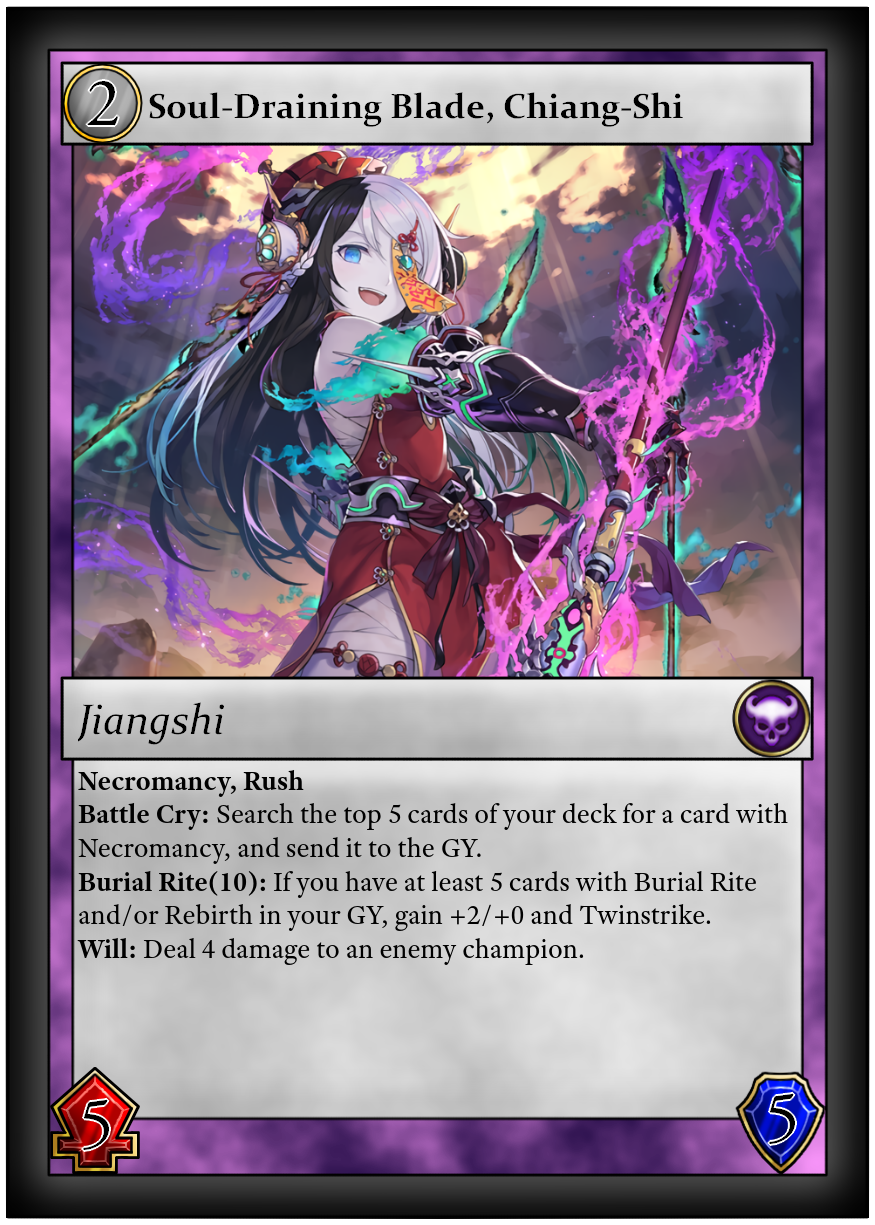 2
Soul-Draining Blade, Chiang-Shi
Jiangshi
Necromancy, Rush
Battle Cry: Search the top 5 cards of your deck for a card with
Necromancy, and send it to the GY.
Burial Rite(10): If you have at least 5 cards with Burial Rite
and/or Rebirth in your GY, gain +2/+0 and Twinstrike.
Will: Deal 4 damage to an enemy champion.
5
5